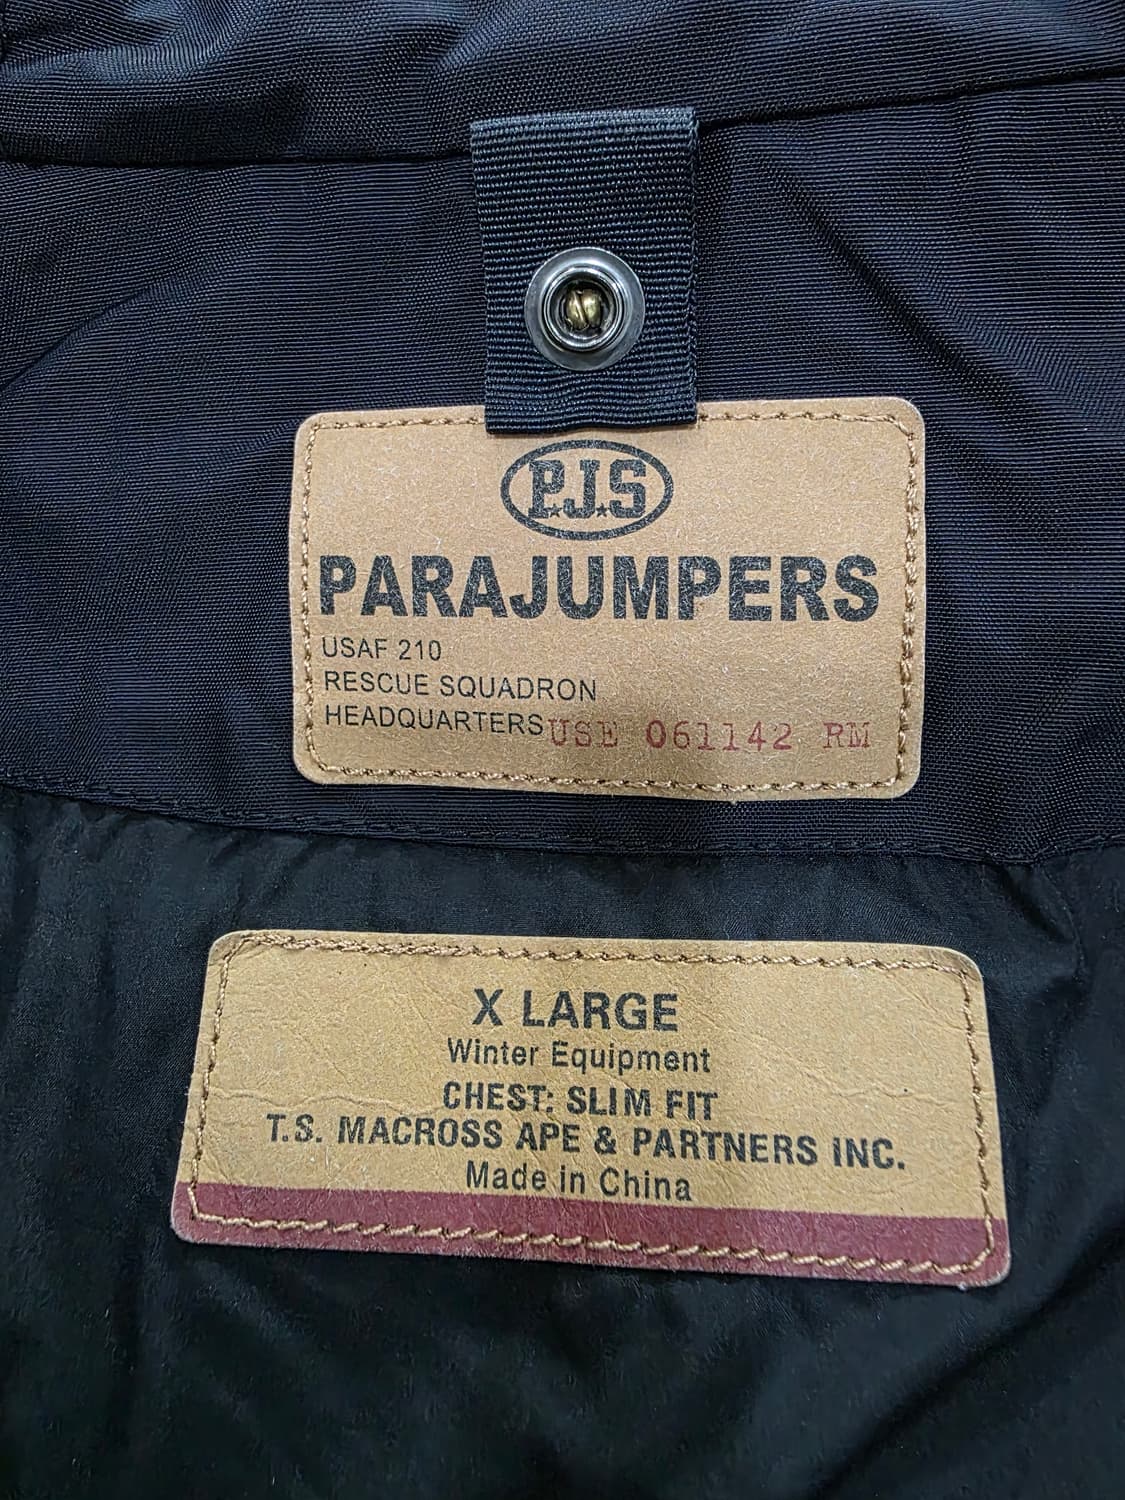 P.J.S
PARAJUMPERS
USAF 210
RESCUE SQUADRON
HEADQUARTERS USE 061142 RM
X LARGE
Winter Equipment
CHEST: SLIM FIT
T.S. MACROSS APE & PARTNERS INC.
Made in China